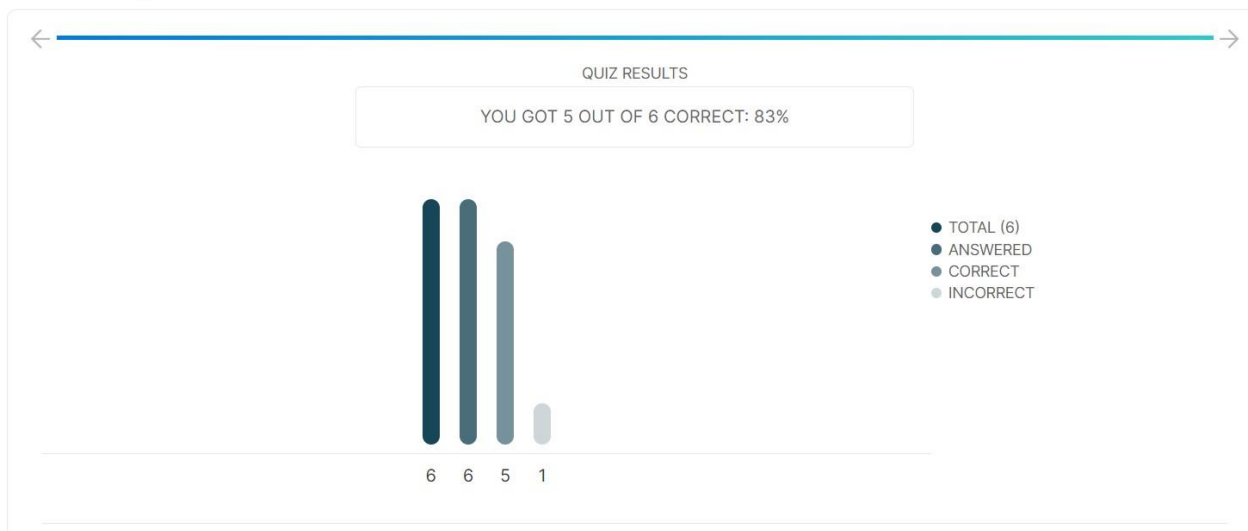 QUIZ RESULTS
YOU GOT 5 OUT OF 6 CORRECT: 83%
TOTAL (6)
ANSWERED
CORRECT
INCORRECT
6 6 5 1